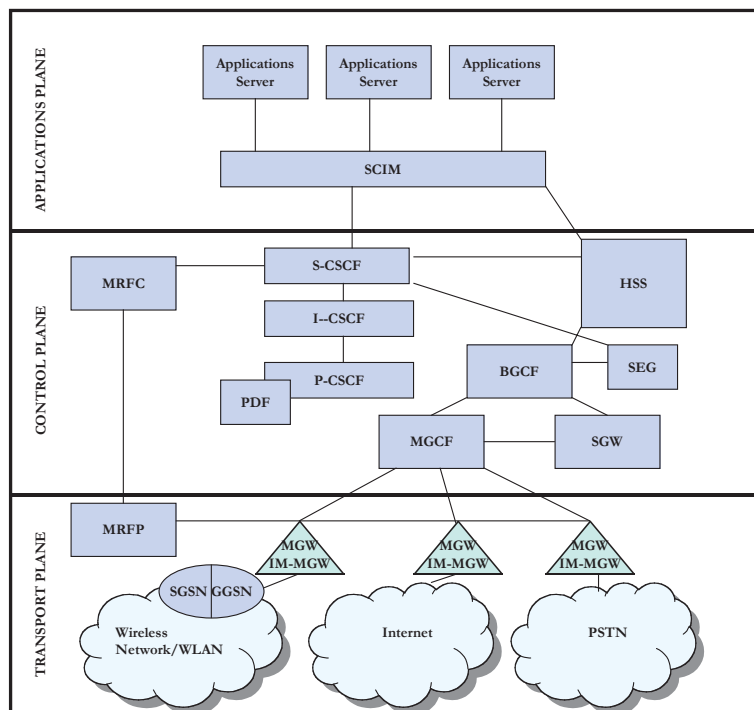 APPLICATIONS PLANE
Applications
Server
Applications
Server
Applications
Server
SCIM
CONTROL PLANE
MRFC
S-CSCF
HSS
I--CSCF
P-CSCF
PDF
BGCF
SEG
MGCF
SGW
TRANSPORT PLANE
MRFP
MGW
IM-MGW
MGW
IM-MGW
MGW
IM-MGW
SGSN
GGSN
Wireless
Network/WLAN
Internet
PSTN